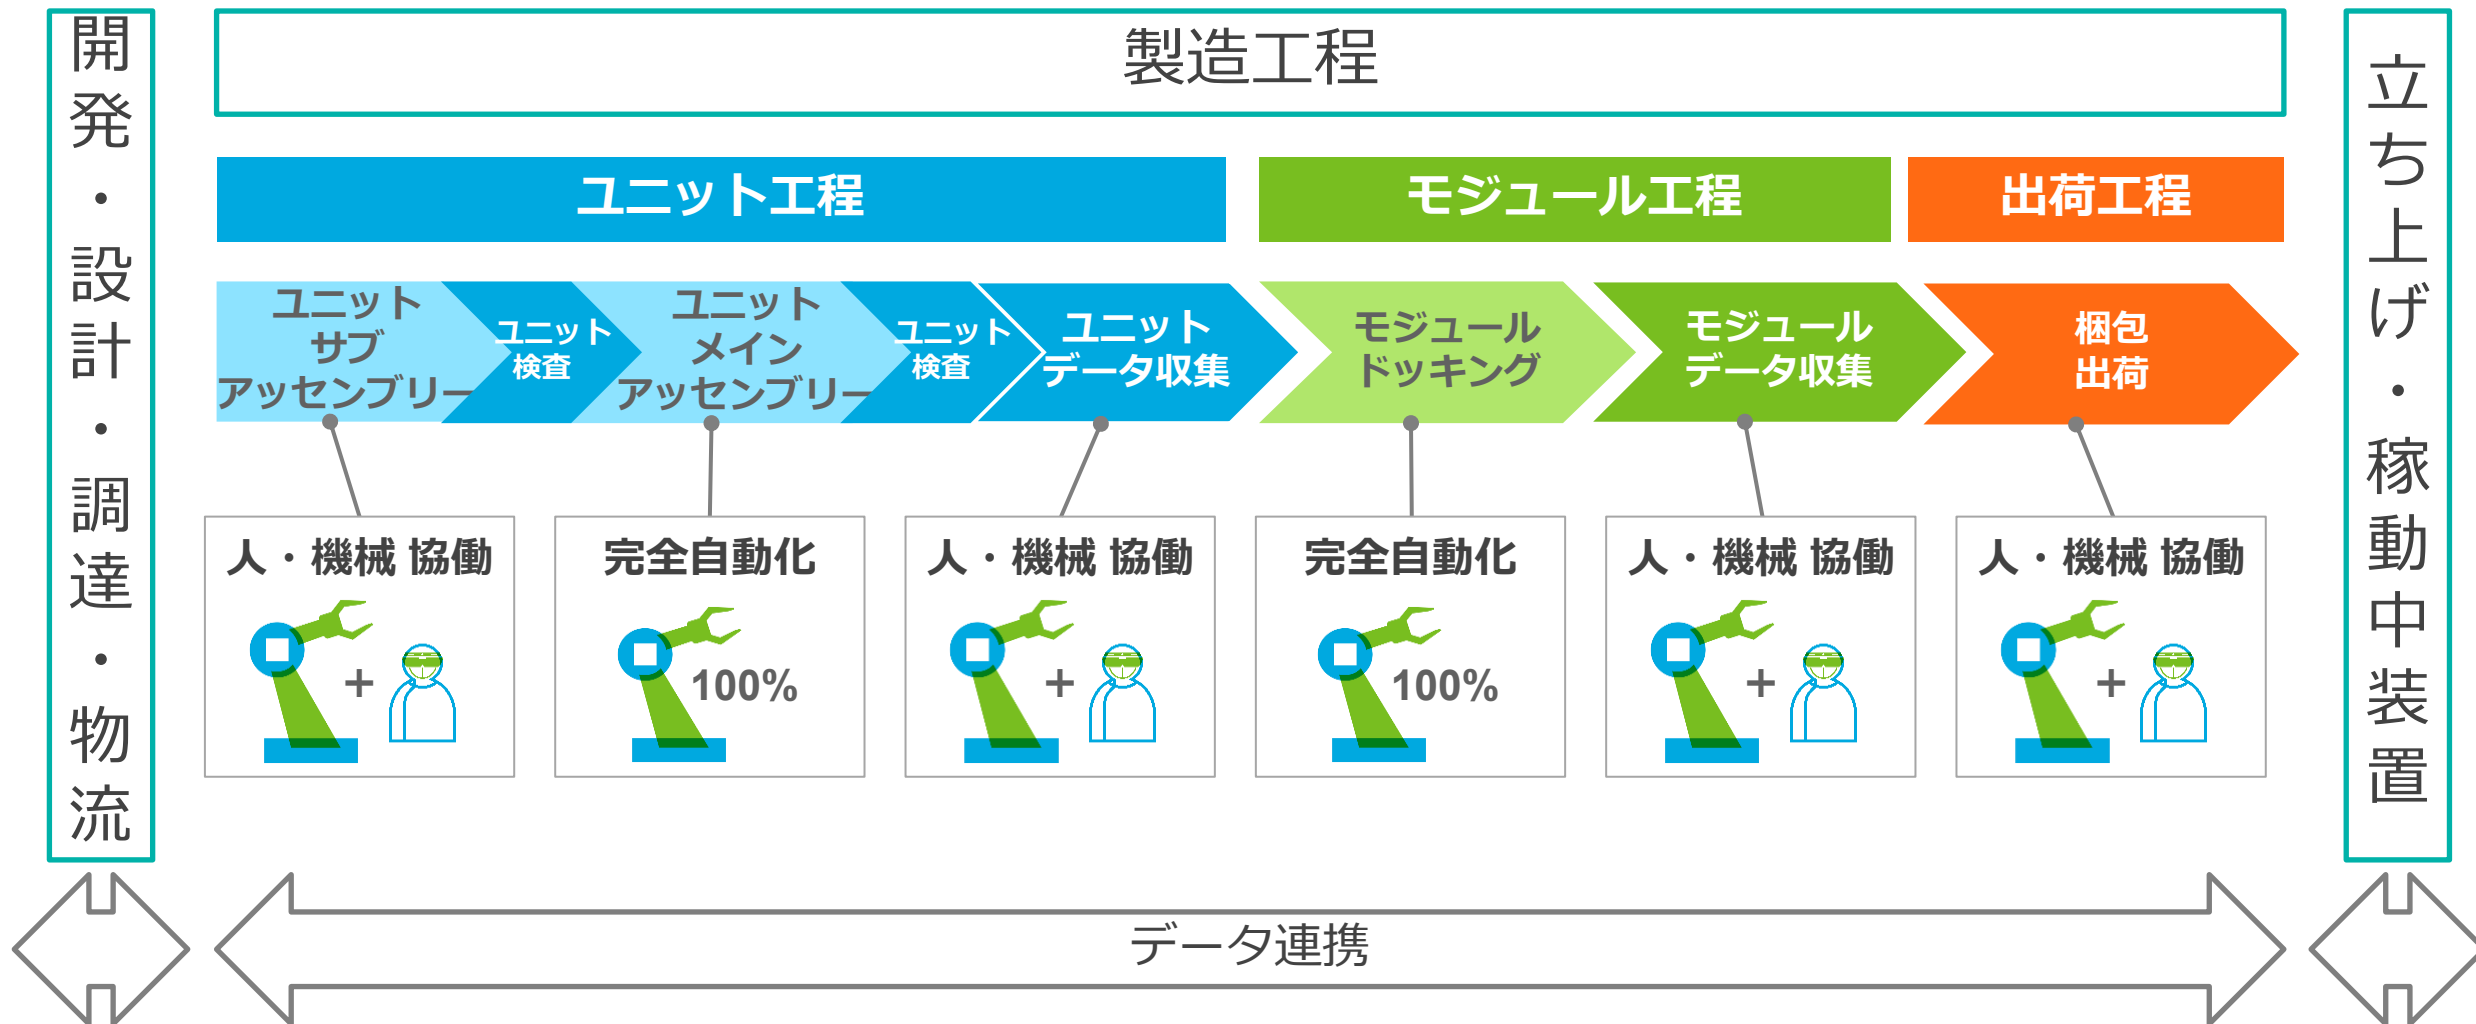 開発・設計・調達・物流
製造工程
立ち上げ・稼動中装置
ユニット工程
モジュール工程
出荷工程
ユニット
サブ
アッセンブリー
ユニット
検査
ユニット
メイン
アッセンブリー
ユニット
検査
ユニット
データ収集
モジュール
ドッキング
モジュール
データ収集
梱包
出荷
人・機械 協働
+
完全自動化
100%
人・機械 協働
+
完全自動化
100%
人・機械 協働
+
人・機械 協働
+
データ連携